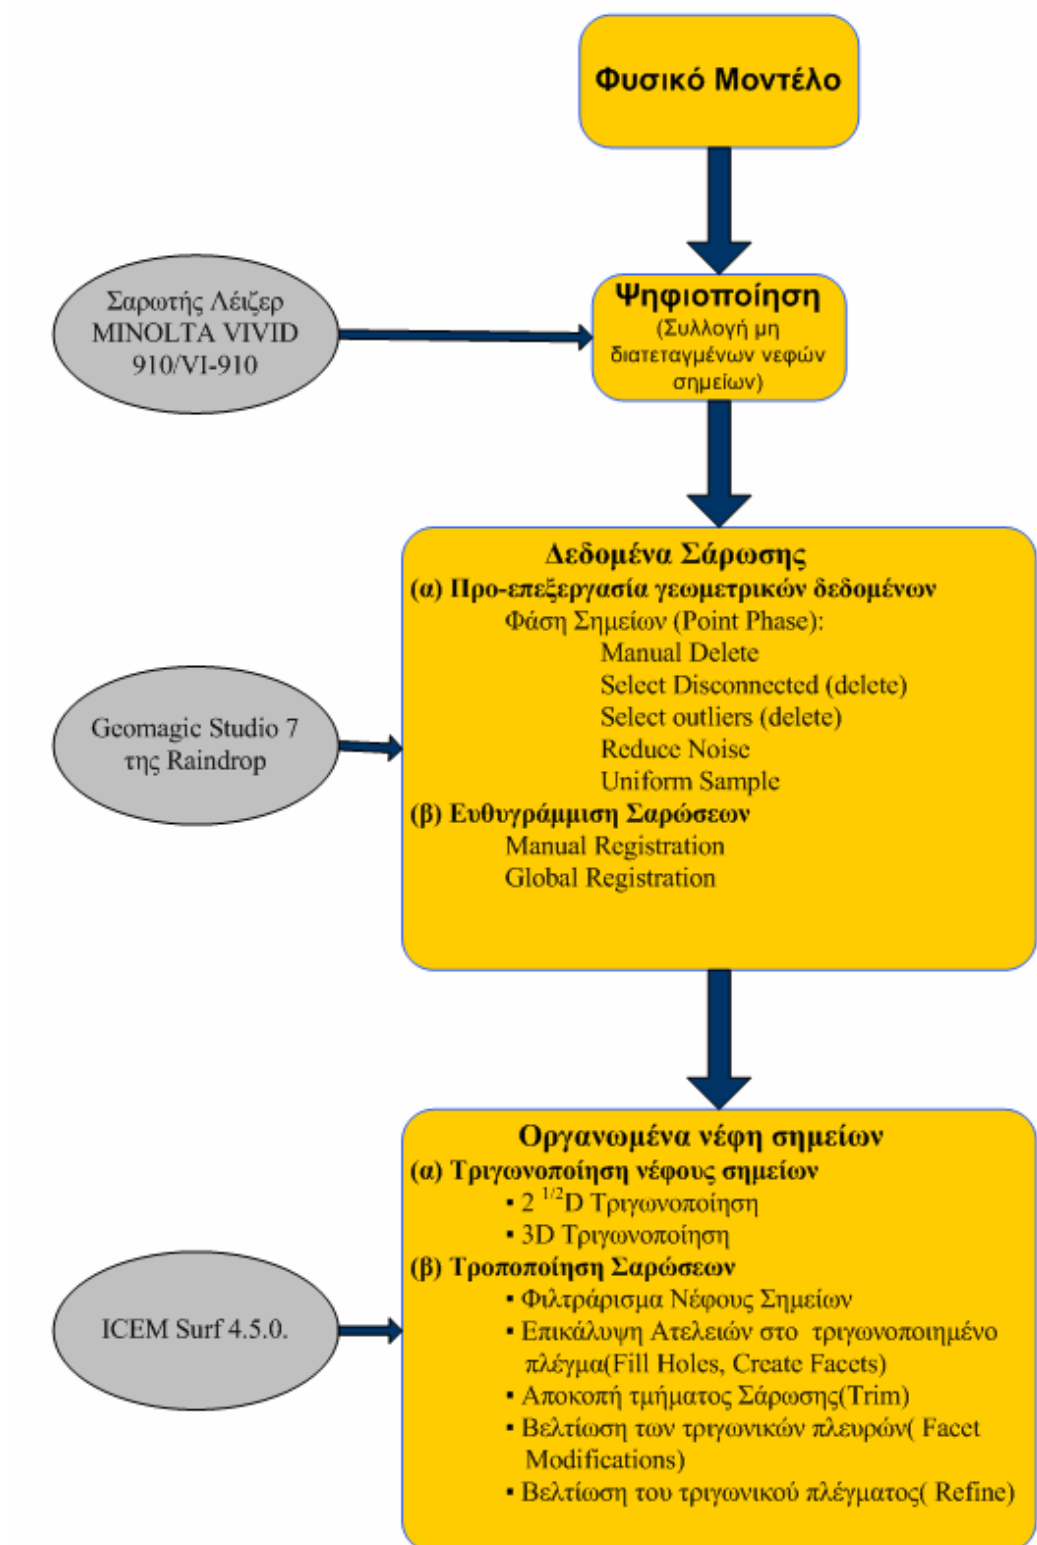 Φυσικό Μοντέλο
Σαρωτής Λέιζερ
MINOLTA VIVID
910/VI-910
Ψηφιοποίηση
(Συλλογή μη
διατεταγμένων νεφών
σημείων)
Δεδομένα Σάρωσης
(α) Προ-επεξεργασία γεωμετρικών δεδομένων
Φάση Σημείων (Point Phase):
Manual Delete
Select Disconnected (delete)
Select outliers (delete)
Reduce Noise
Uniform Sample
(β) Ευθυγράμμιση Σαρώσεων
Manual Registration
Global Registration
Geomagic Studio 7
της Raindrop
Οργανωμένα νέφη σημείων
(α) Τριγωνοποίηση νέφους σημείων
▪ 2 1/2D Τριγωνοποίηση
▪ 3D Τριγωνοποίηση
(β) Τροποποίηση Σαρώσεων
▪ Φιλτράρισμα Νέφους Σημείων
▪ Επικάλυψη Ατελειών στο τριγωνοποιημένο
πλέγμα(Fill Holes, Create Facets)
▪ Αποκοπή τμήματος Σάρωσης(Trim)
▪ Βελτίωση των τριγωνικών πλευρών( Facet
Modifications)
▪ Βελτίωση του τριγωνικού πλέγματος( Refine)
ICEM Surf 4.5.0.